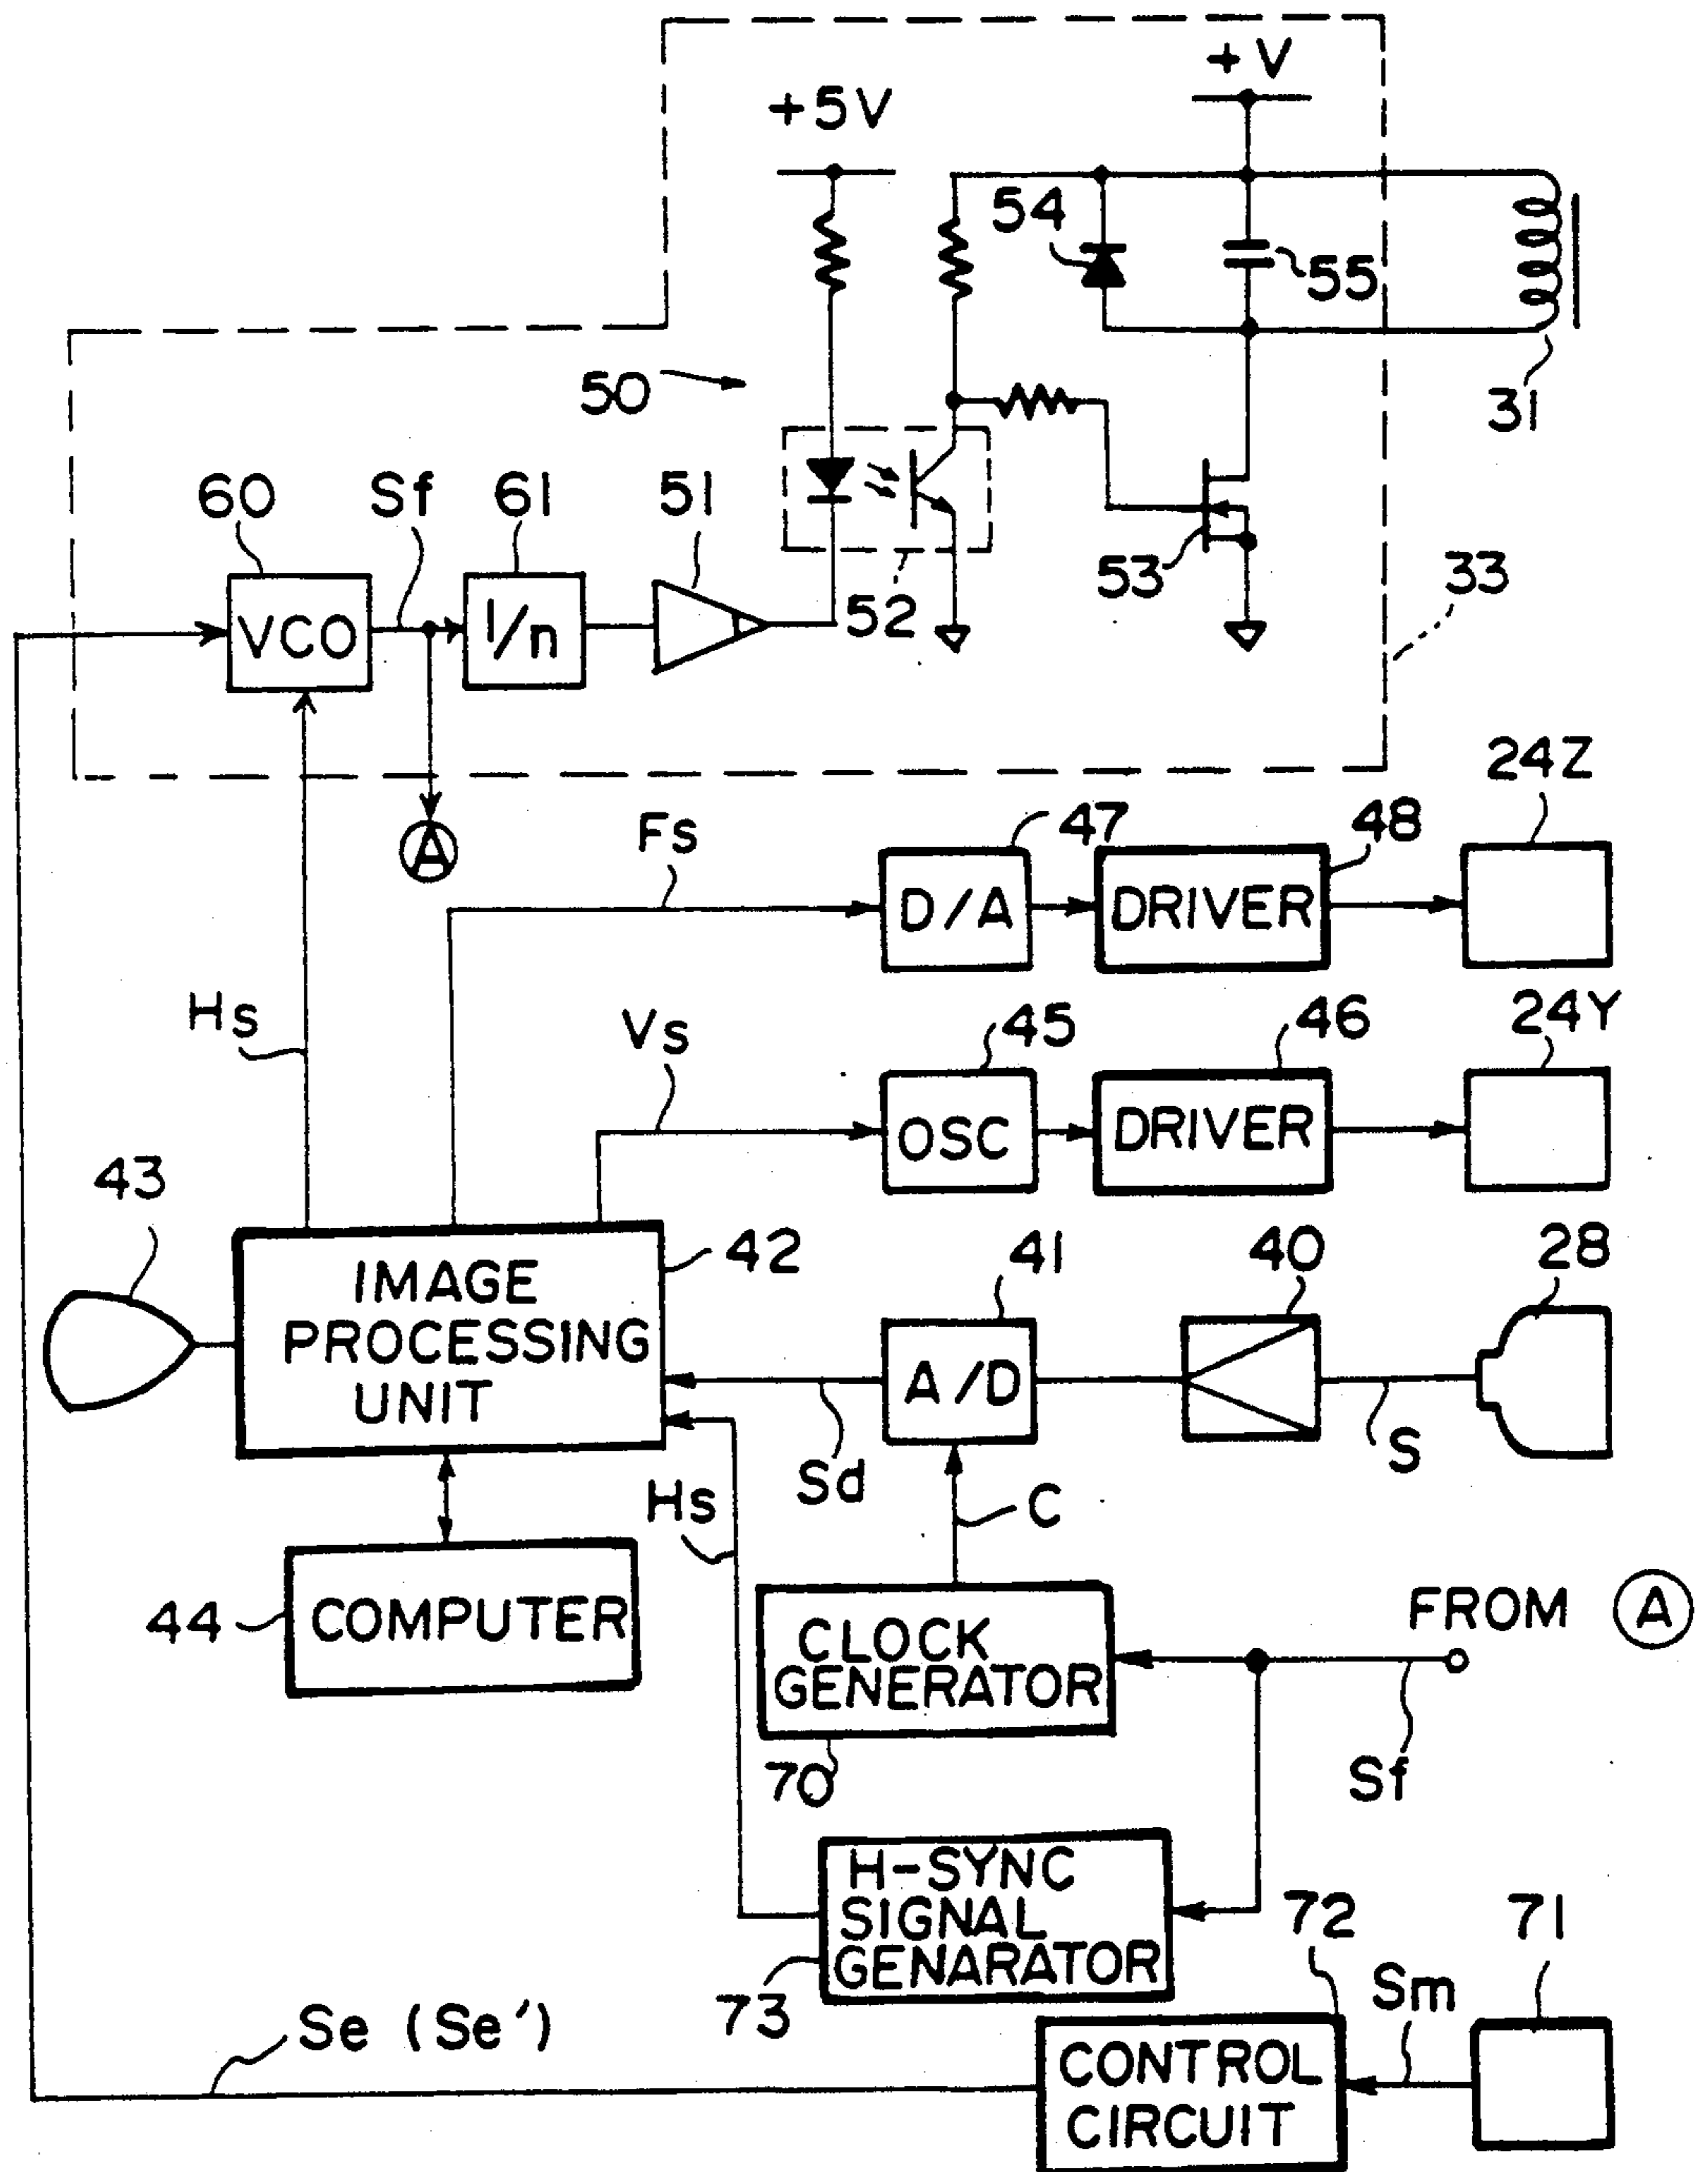 +V
+5V
54
55
50
31
60
Sf
61
51
VCO
1/n
52
53
33
A
Fs
47
48
24Z
D/A
DRIVER
Hs
Vs
45
46
24Y
OSC
DRIVER
43
42
41
40
28
IMAGE
PROCESSING
UNIT
A/D
Sd
S
Hs
C
44
COMPUTER
CLOCK
GENERATOR
FROM A
70
Sf
H-SYNC
SIGNAL
GENARATOR
73
72
71
Sm
Se (Se')
CONTROL
CIRCUIT